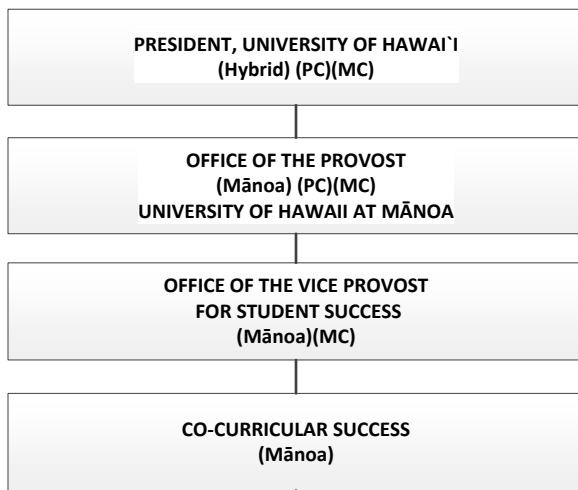 PRESIDENT, UNIVERSITY OF HAWAI`I
(Hybrid) (PC)(MC)
OFFICE OF THE PROVOST
(Mānoa) (PC)(MC)
UNIVERSITY OF HAWAII AT MĀNOA
OFFICE OF THE VICE PROVOST
FOR STUDENT SUCCESS
(Mānoa)(MC)
CO-CURRICULAR SUCCESS
(Mānoa)